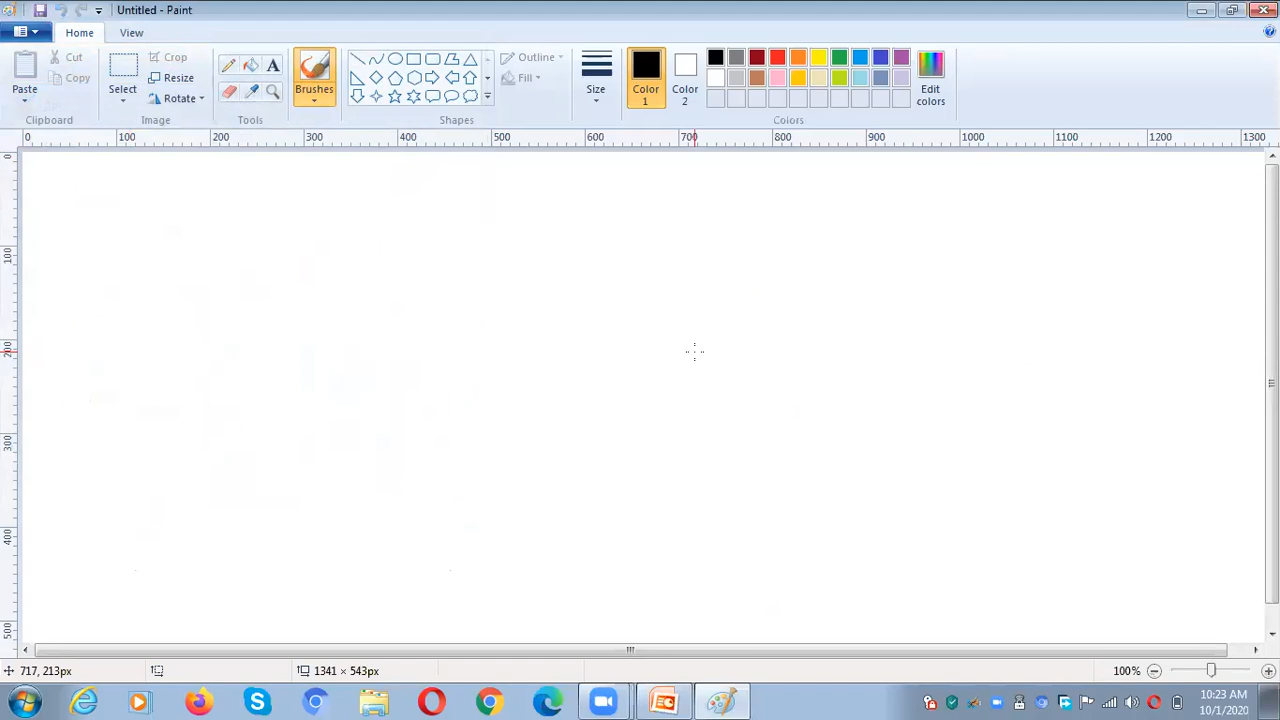 Untitled - Paint
Home View
Paste
Cut
Copy
Clipboard
Select
Crop
Resize
Rotate
Image
Tools
Brushes
Shapes
Outline
Fill
Size
Color
1
Color
2
Edit
colors
Colors
0 100 200 300 400 500 600 700 800 900 1000 1100 1200 1300
0
100
200
300
400
500
717, 213px
1341 × 543px
100%
10:23 AM
10/1/2020